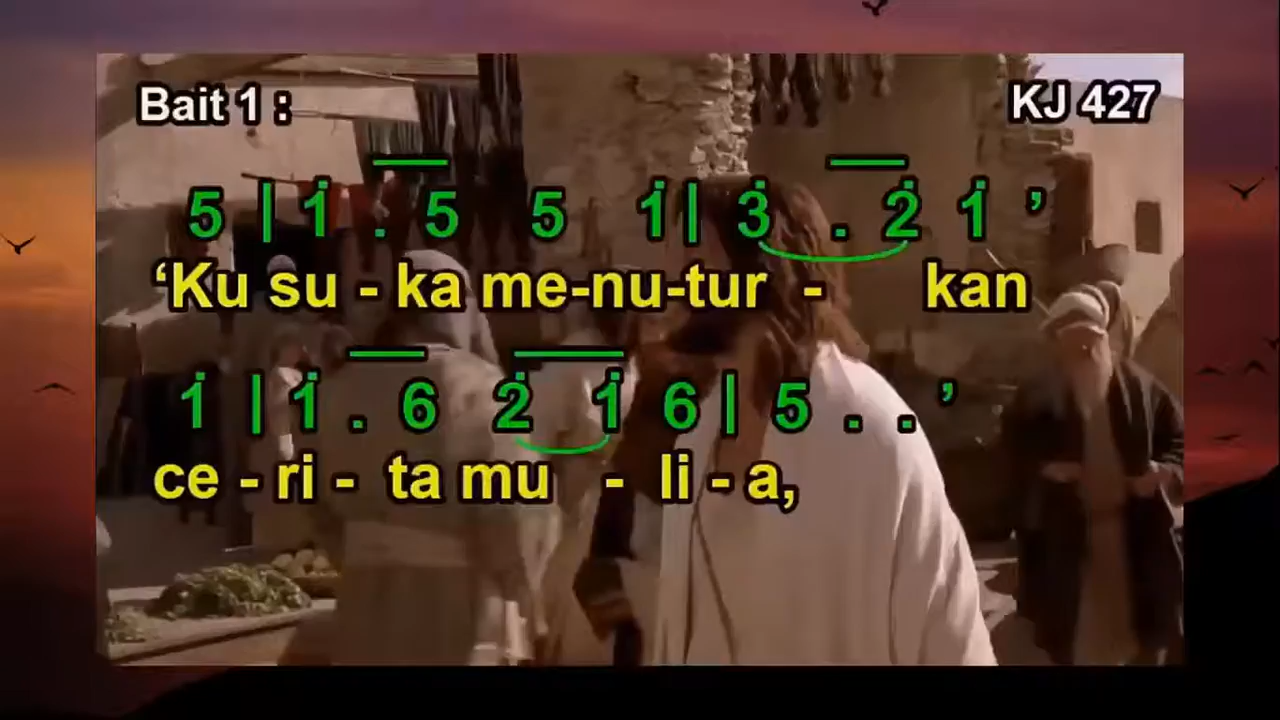 Bait 1 : KJ 427
5 | 1̇ . 5 5 1̇ | 3̇ . 2̇ 1̇ ’
‘Ku su - ka me-nu-tur - kan
1̇ | 1̇ . 6 2̇ 1̇ 6 | 5 . . ’
ce - ri - ta mu - li - a,